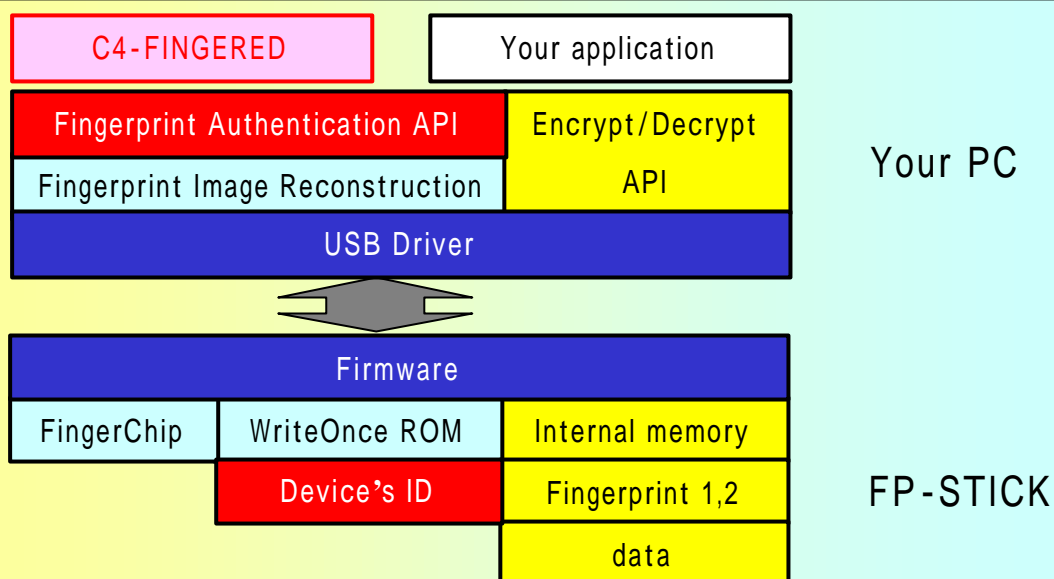 C4-FINGERED
Your application
Fingerprint Authentication API
Encrypt/Decrypt
API
Fingerprint Image Reconstruction
USB Driver
Your PC
Firmware
FingerChip
WriteOnce ROM
Internal memory
Device’s ID
Fingerprint 1,2
data
FP-STICK